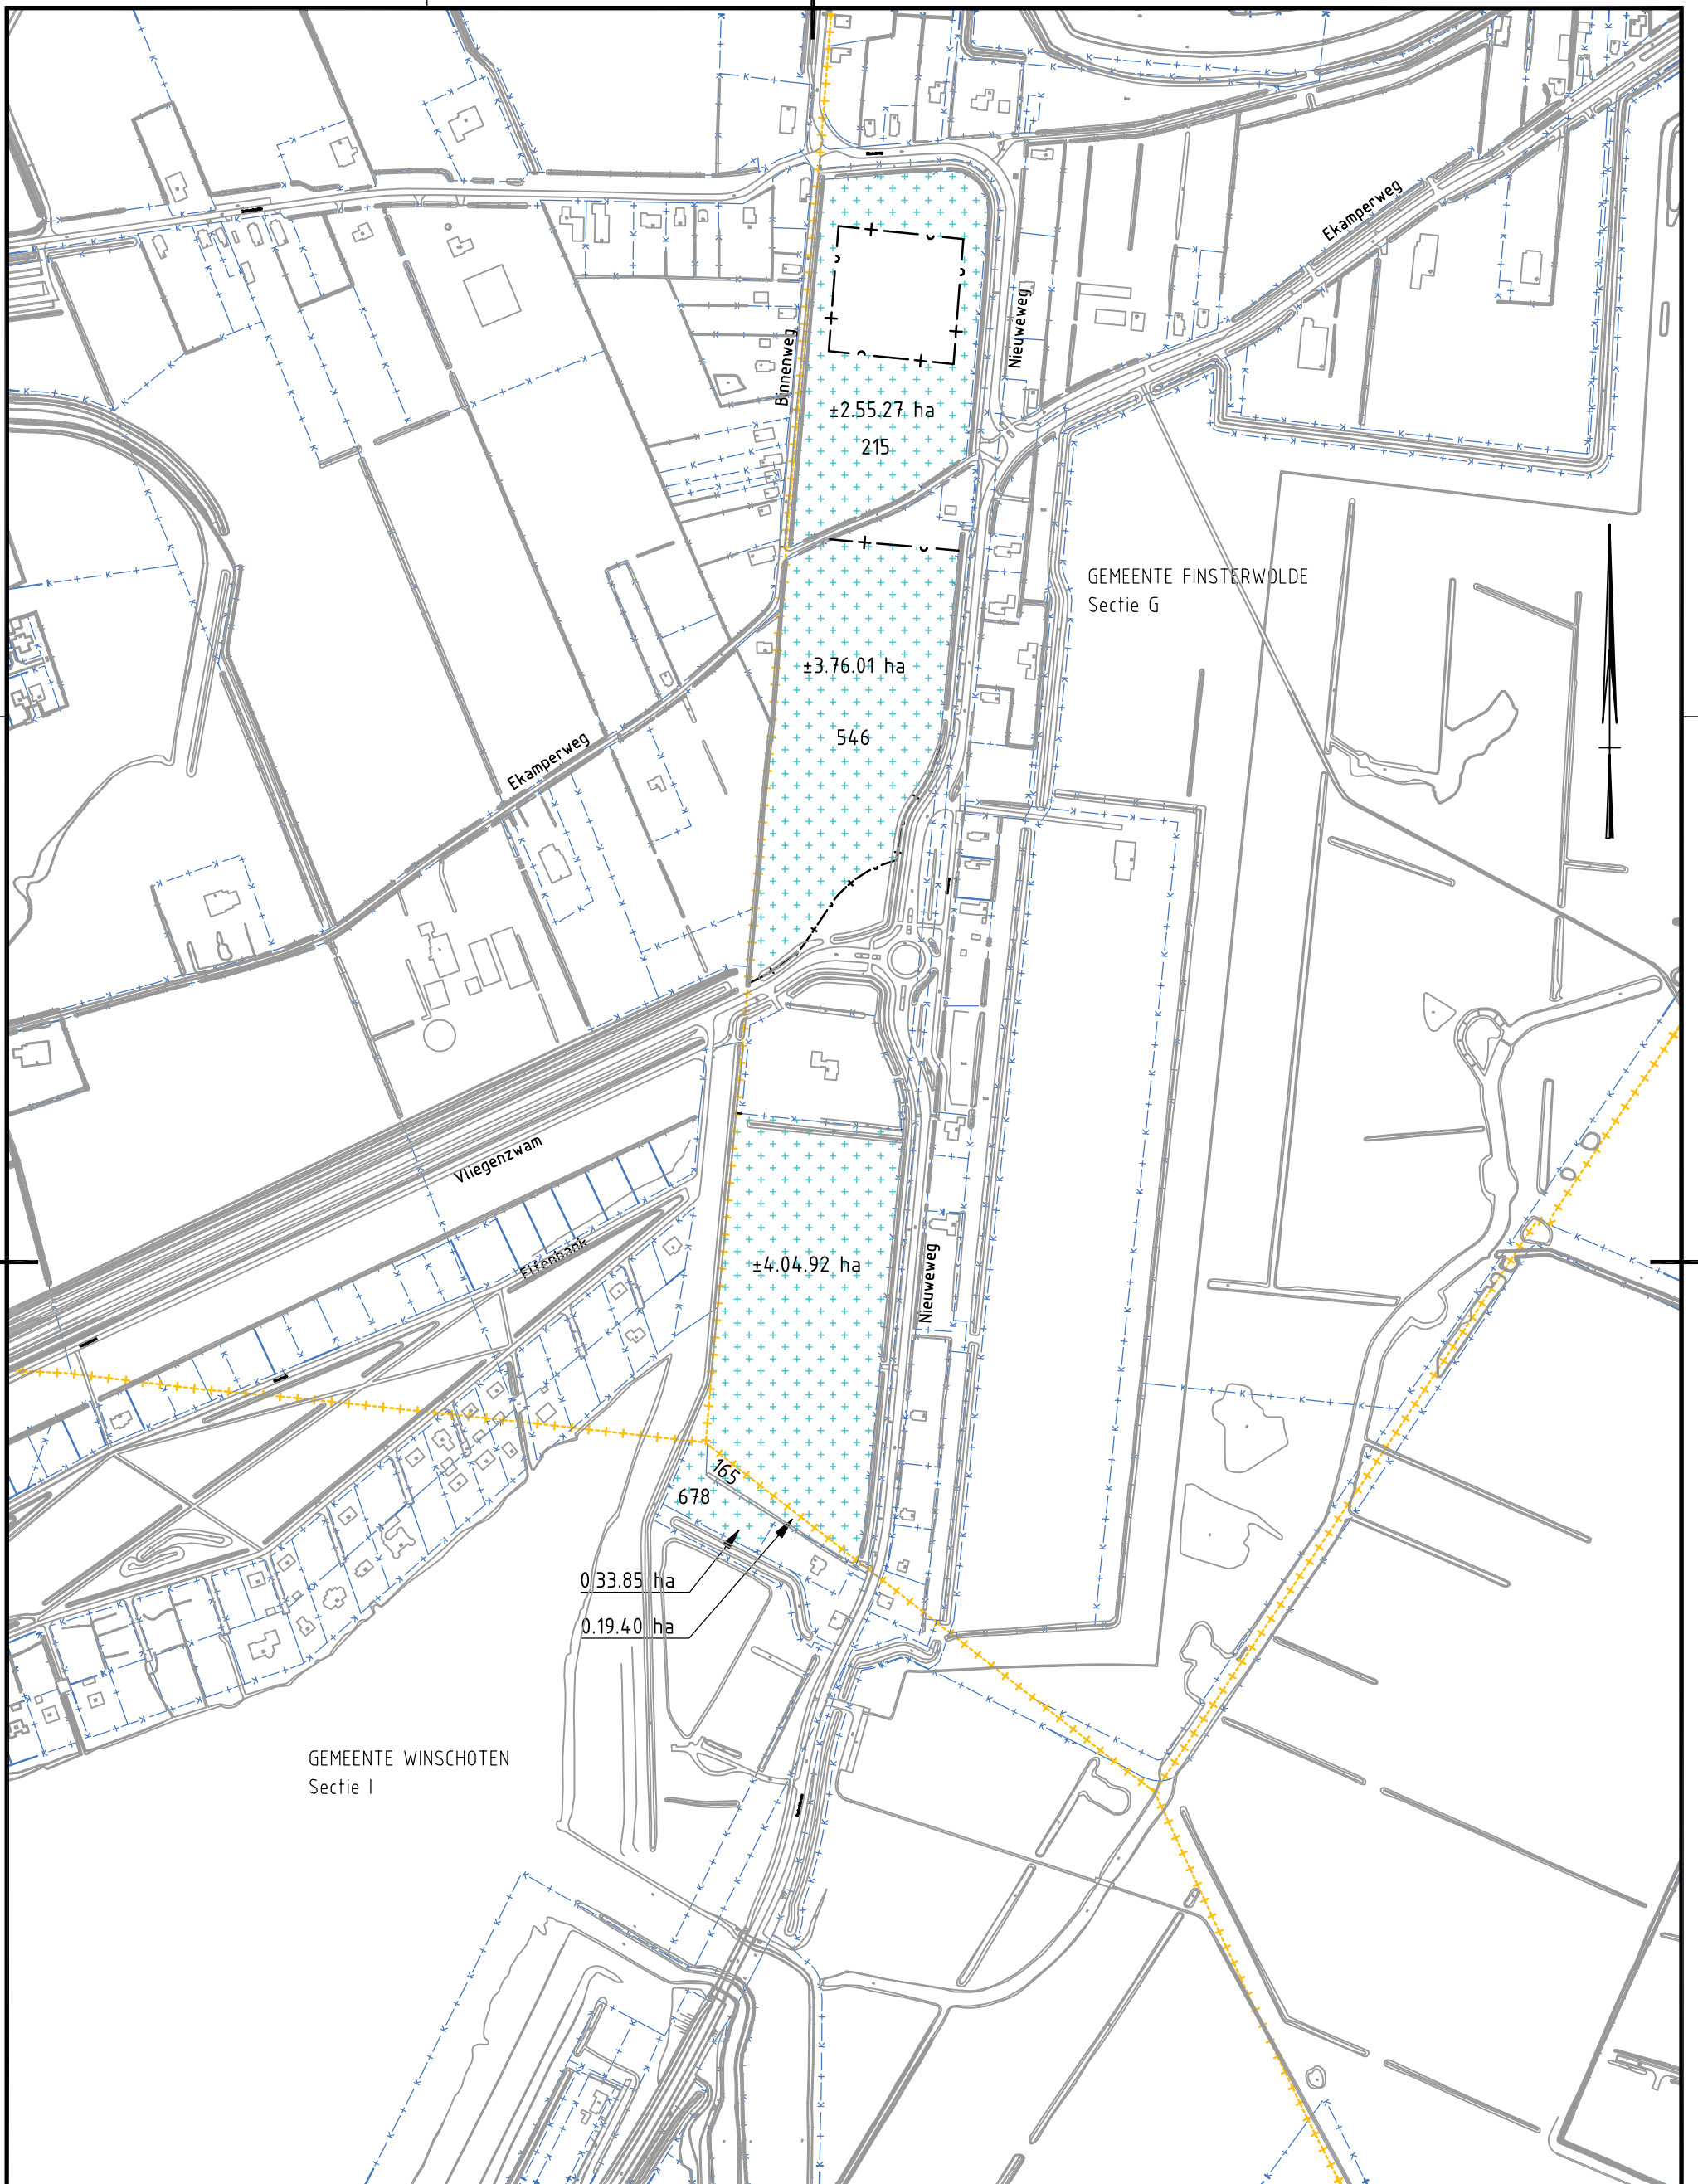 Ekamperweg
Nieuweweg
Binnenweg
±2.55.27 ha
215
GEMEENTE FINSTERWOLDE
Sectie G
±3.76.01 ha
546
Ekamperweg
Vliegenzwam
Elfenbank
±4.04.92 ha
Nieuweweg
165
678
0.33.85 ha
0.19.40 ha
GEMEENTE WINSCHOTEN
Sectie I